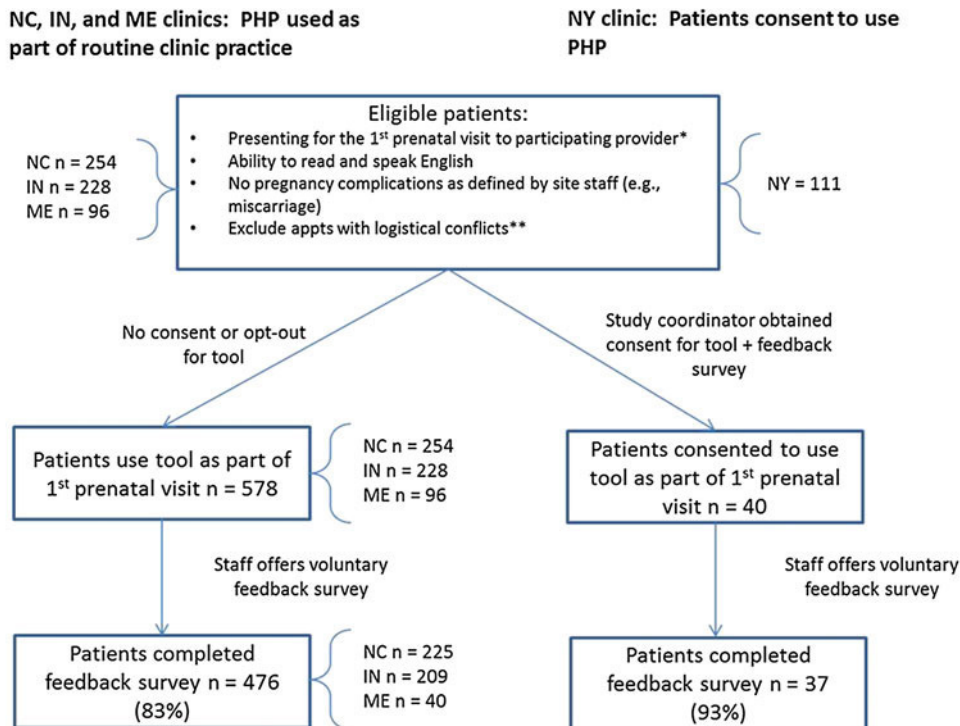 NC, IN, and ME clinics: PHP used as
part of routine clinic practice
NY clinic: Patients consent to use
PHP
Eligible patients:
• Presenting for the 1st prenatal visit to participating provider*
• Ability to read and speak English
• No pregnancy complications as defined by site staff (e.g.,
miscarriage)
• Exclude appts with logistical conflicts**
NC n = 254
IN n = 228
ME n = 96
NY = 111
No consent or opt-out
for tool
Study coordinator obtained
consent for tool + feedback
survey
Patients use tool as part of
1st prenatal visit n = 578
NC n = 254
IN n = 228
ME n = 96
Patients consented to use
tool as part of 1st prenatal
visit n = 40
Staff offers voluntary
feedback survey
Staff offers voluntary
feedback survey
Patients completed
feedback survey n = 476
(83%)
NC n = 225
IN n = 209
ME n = 40
Patients completed
feedback survey n = 37
(93%)